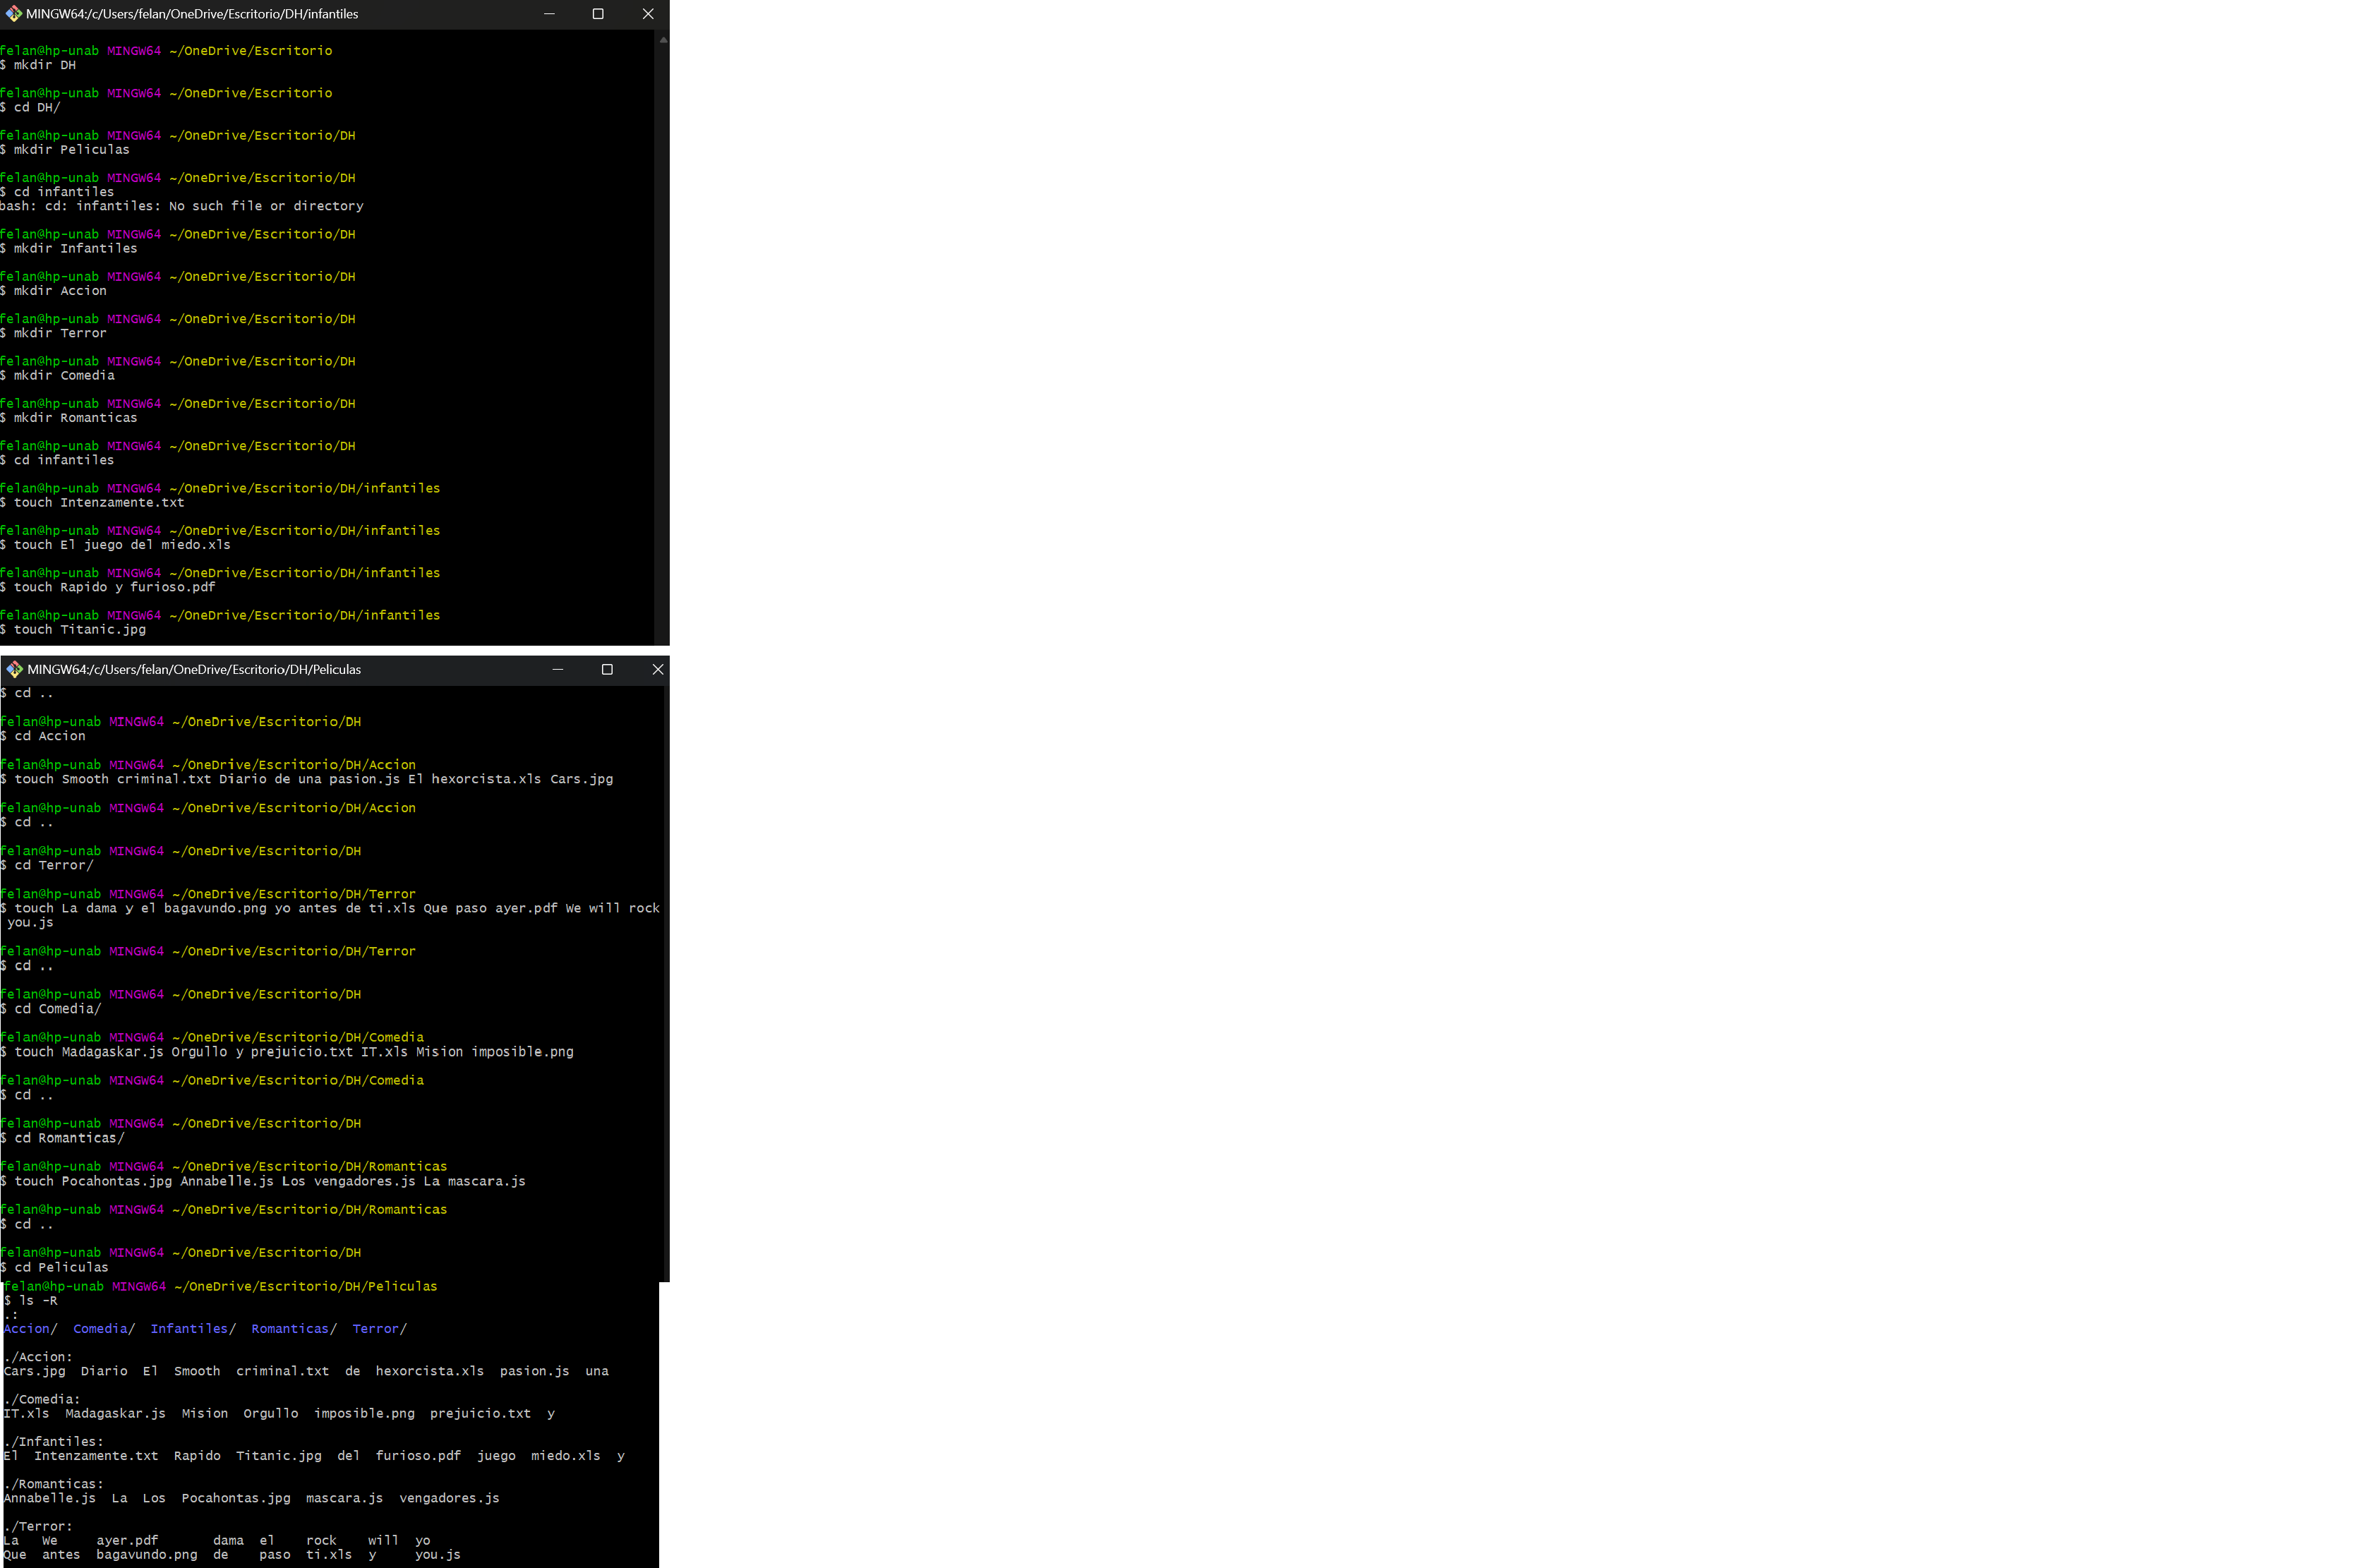 MINGW64:/c/Users/felan/OneDrive/Escritorio/DH/infantiles
felan@hp-unab MINGW64 ~/OneDrive/Escritorio
$ mkdir DH
felan@hp-unab MINGW64 ~/OneDrive/Escritorio
$ cd DH/
felan@hp-unab MINGW64 ~/OneDrive/Escritorio/DH
$ mkdir Peliculas
felan@hp-unab MINGW64 ~/OneDrive/Escritorio/DH
$ cd infantiles
bash: cd: infantiles: No such file or directory
felan@hp-unab MINGW64 ~/OneDrive/Escritorio/DH
$ mkdir Infantiles
felan@hp-unab MINGW64 ~/OneDrive/Escritorio/DH
$ mkdir Accion
felan@hp-unab MINGW64 ~/OneDrive/Escritorio/DH
$ mkdir Terror
felan@hp-unab MINGW64 ~/OneDrive/Escritorio/DH
$ mkdir Comedia
felan@hp-unab MINGW64 ~/OneDrive/Escritorio/DH
$ mkdir Romanticas
felan@hp-unab MINGW64 ~/OneDrive/Escritorio/DH
$ cd infantiles
felan@hp-unab MINGW64 ~/OneDrive/Escritorio/DH/infantiles
$ touch Intenzamente.txt
felan@hp-unab MINGW64 ~/OneDrive/Escritorio/DH/infantiles
$ touch El juego del miedo.xls
felan@hp-unab MINGW64 ~/OneDrive/Escritorio/DH/infantiles
$ touch Rapido y furioso.pdf
felan@hp-unab MINGW64 ~/OneDrive/Escritorio/DH/infantiles
$ touch Titanic.jpg
MINGW64:/c/Users/felan/OneDrive/Escritorio/DH/Peliculas
$ cd ..
felan@hp-unab MINGW64 ~/OneDrive/Escritorio/DH
$ cd Accion
felan@hp-unab MINGW64 ~/OneDrive/Escritorio/DH/Accion
$ touch Smooth criminal.txt Diario de una pasion.js El hexorcista.xls Cars.jpg
felan@hp-unab MINGW64 ~/OneDrive/Escritorio/DH/Accion
$ cd ..
felan@hp-unab MINGW64 ~/OneDrive/Escritorio/DH
$ cd Terror/
felan@hp-unab MINGW64 ~/OneDrive/Escritorio/DH/Terror
$ touch La dama y el bagavundo.png yo antes de ti.xls Que paso ayer.pdf We will rock
you.js
felan@hp-unab MINGW64 ~/OneDrive/Escritorio/DH/Terror
$ cd ..
felan@hp-unab MINGW64 ~/OneDrive/Escritorio/DH
$ cd Comedia/
felan@hp-unab MINGW64 ~/OneDrive/Escritorio/DH/Comedia
$ touch Madagaskar.js Orgullo y prejuicio.txt IT.xls Mision imposible.png
felan@hp-unab MINGW64 ~/OneDrive/Escritorio/DH/Comedia
$ cd ..
felan@hp-unab MINGW64 ~/OneDrive/Escritorio/DH
$ cd Romanticas/
felan@hp-unab MINGW64 ~/OneDrive/Escritorio/DH/Romanticas
$ touch Pocahontas.jpg Annabelle.js Los vengadores.js La mascara.js
felan@hp-unab MINGW64 ~/OneDrive/Escritorio/DH/Romanticas
$ cd ..
felan@hp-unab MINGW64 ~/OneDrive/Escritorio/DH
$ cd Peliculas
felan@hp-unab MINGW64 ~/OneDrive/Escritorio/DH/Peliculas
$ ls -R
.:
Accion/  Comedia/  Infantiles/  Romanticas/  Terror/
./Accion:
Cars.jpg  Diario  El  Smooth  criminal.txt  de  hexorcista.xls  pasion.js  una
./Comedia:
IT.xls  Madagaskar.js  Mision  Orgullo  imposible.png  prejuicio.txt  y
./Infantiles:
El  Intenzamente.txt  Rapido  Titanic.jpg  del  furioso.pdf  juego  miedo.xls  y
./Romanticas:
Annabelle.js  La  Los  Pocahontas.jpg  mascara.js  vengadores.js
./Terror:
La   We     ayer.pdf       dama  el    rock    will  yo
Que  antes  bagavundo.png  de    paso  ti.xls  y     you.js